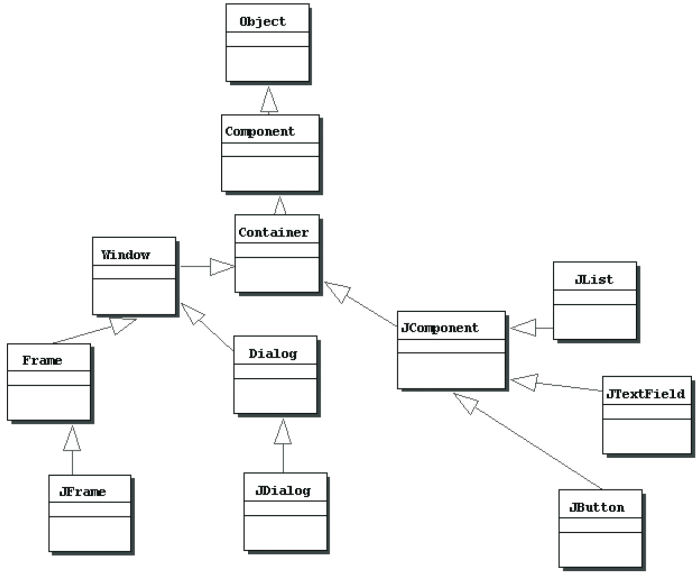 Object
Component
Container
Window
JList
JComponent
Dialog
Frame
JTextField
JFrame
JDialog
JButton